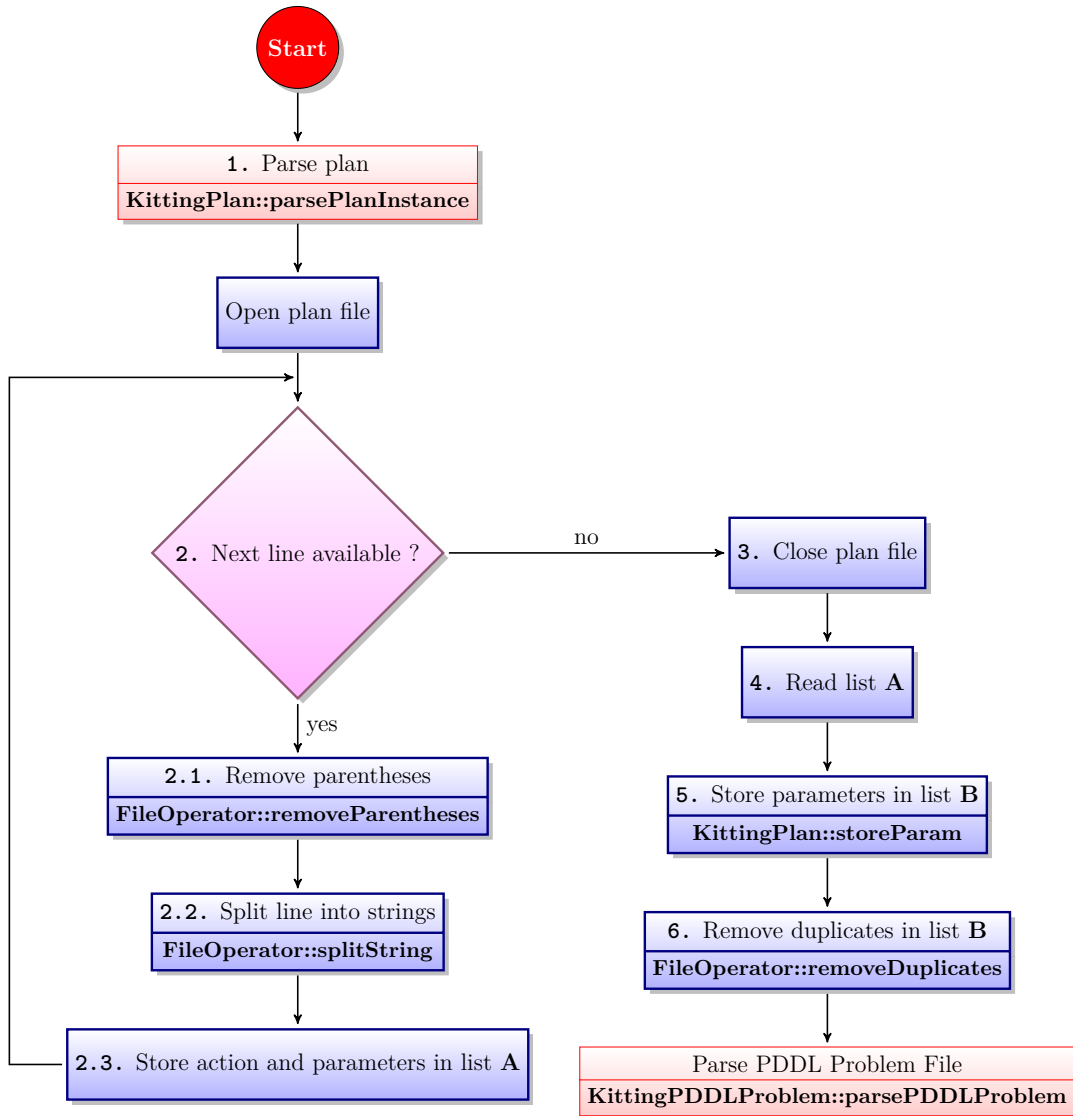 Start
1. Parse plan
KittingPlan::parsePlanInstance
Open plan file
2. Next line available ?
no
yes
2.1. Remove parentheses
FileOperator::removeParentheses
2.2. Split line into strings
FileOperator::splitString
2.3. Store action and parameters in list A
3. Close plan file
4. Read list A
5. Store parameters in list B
KittingPlan::storeParam
6. Remove duplicates in list B
FileOperator::removeDuplicates
Parse PDDL Problem File
KittingPDDLProblem::parsePDDLProblem